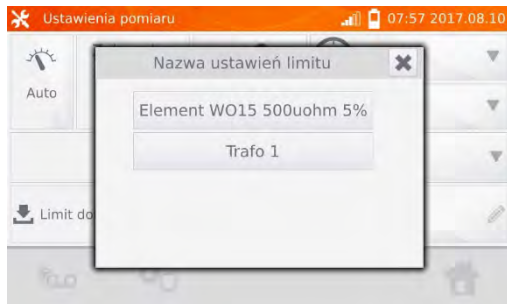 Ustawienia pomiaru 07:57 2017.08.10
Nazwa ustawień limitu
Auto
Element WO15 500uohm 5%
Trafo 1
Limit do